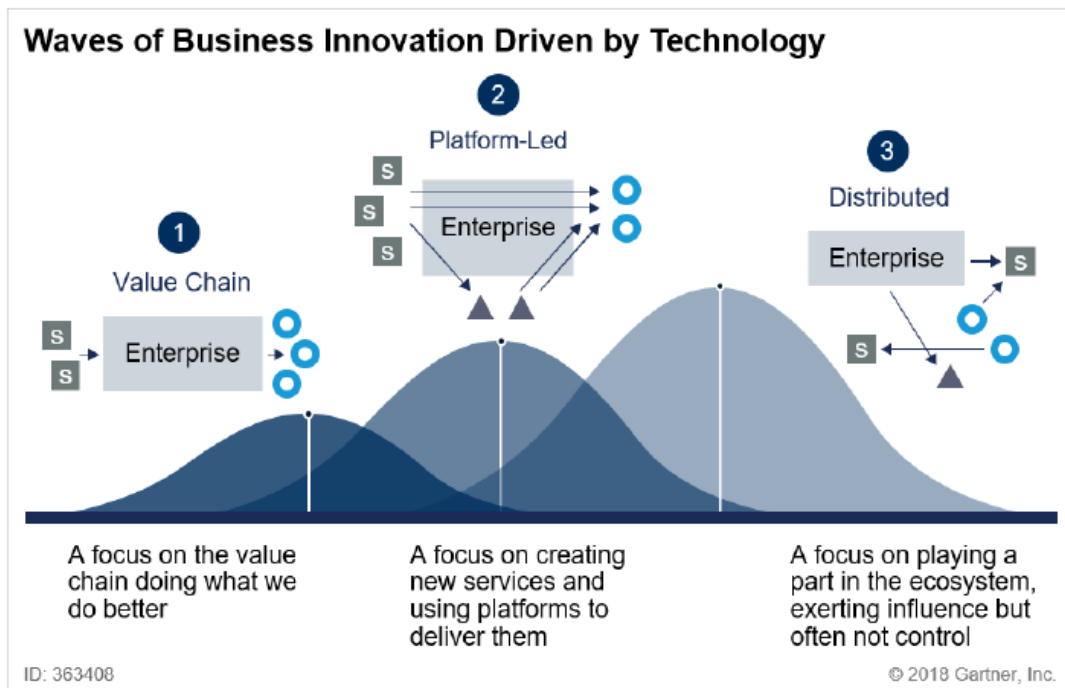 Waves of Business Innovation Driven by Technology
1
Value Chain
S
S
Enterprise
2
Platform-Led
S
S
S
Enterprise
3
Distributed
Enterprise
S
S
A focus on the value
chain doing what we
do better
A focus on creating
new services and
using platforms to
deliver them
A focus on playing a
part in the ecosystem,
exerting influence but
often not control
ID: 363408
© 2018 Gartner, Inc.